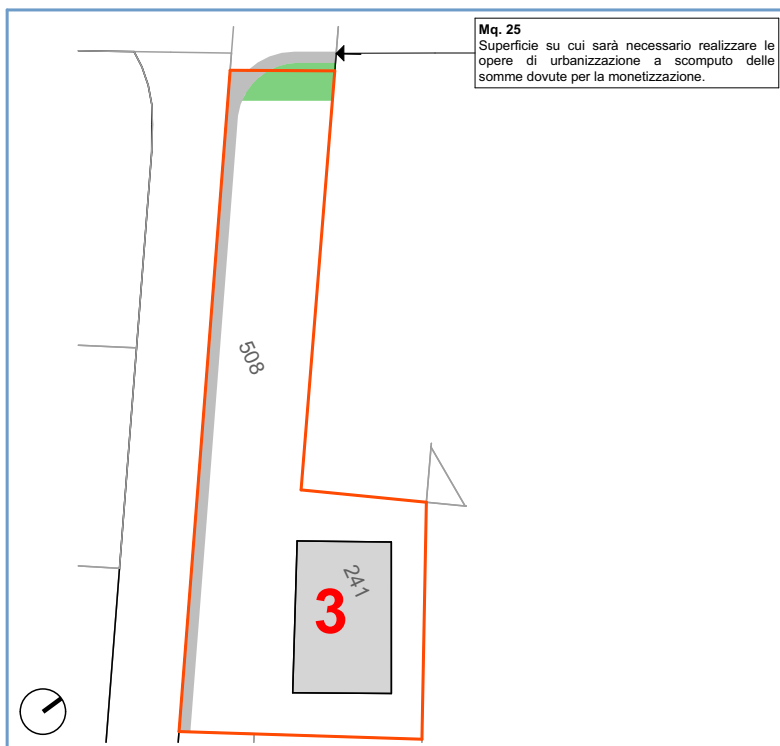 Mq. 25
Superficie su cui sarà necessario realizzare le
opere di urbanizzazione a scomputo delle
somme dovute per la monetizzazione.
508
241
3